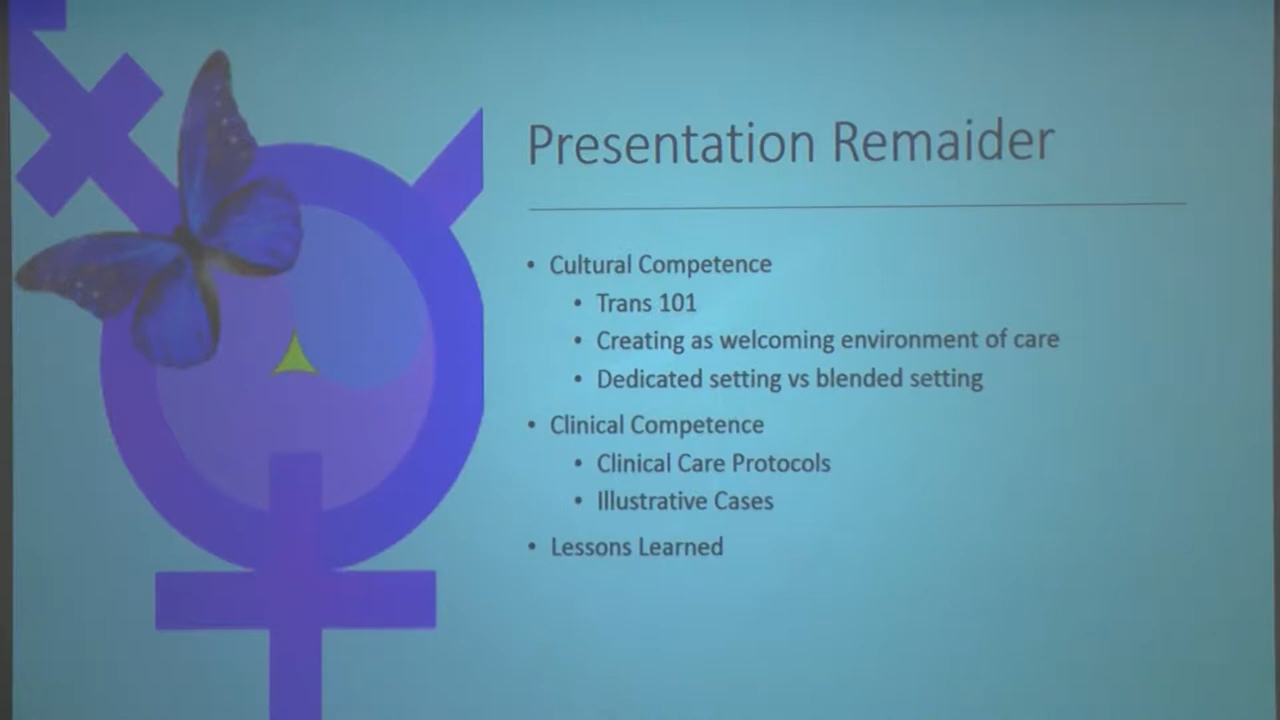 Presentation Remaider
• Cultural Competence
• Trans 101
• Creating as welcoming environment of care
• Dedicated setting vs blended setting
• Clinical Competence
• Clinical Care Protocols
• Illustrative Cases
• Lessons Learned